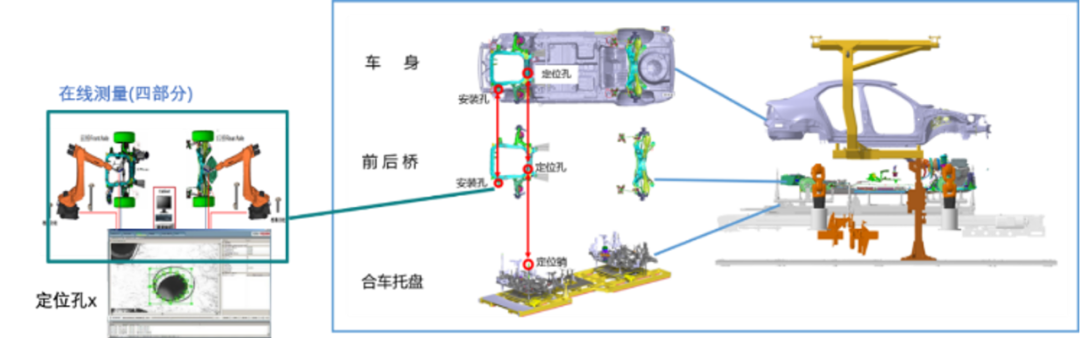 在线测量(四部分)
定位孔x
车 身
定位孔
安装孔
前后桥
定位孔
安装孔
定位销
合车托盘